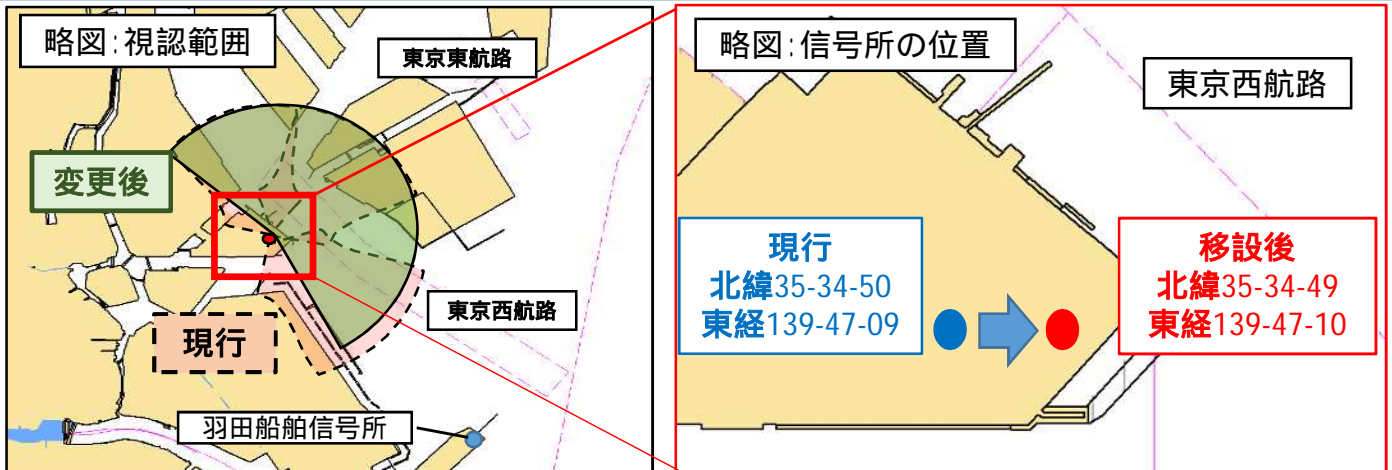 略図:視認範囲
東京東航路
変更後
東京西航路
現行
羽田船舶信号所
略図:信号所の位置
東京西航路
現行
北緯35-34-50
東経139-47-09
移設後
北緯35-34-49
東経139-47-10